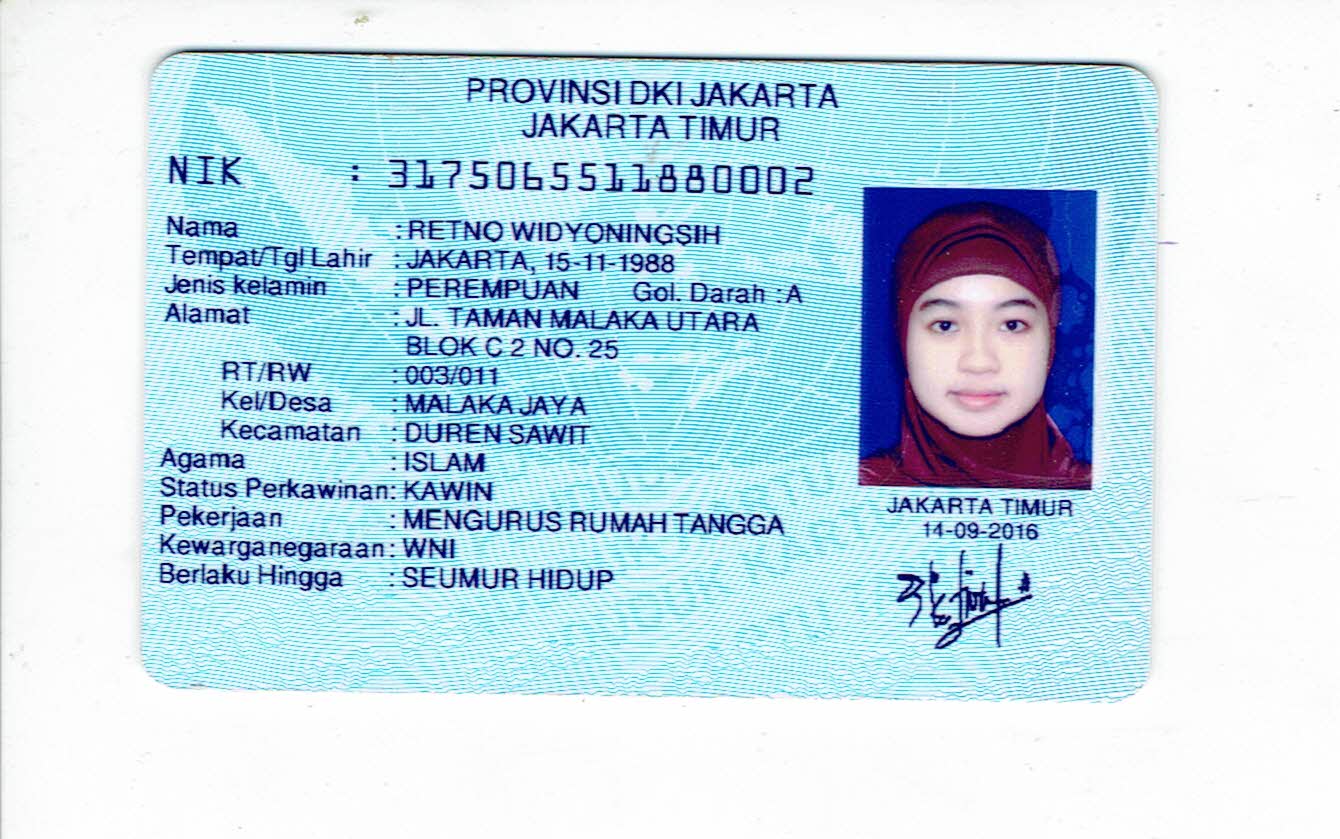 PROVINSI DKI JAKARTA
JAKARTA TIMUR
NIK : 3175065511880002
Nama : RETNO WIDYONINGSIH
Tempat/Tgl Lahir : JAKARTA, 15-11-1988
Jenis kelamin : PEREMPUAN Gol. Darah : A
Alamat : JL. TAMAN MALAKA UTARA
BLOK C 2 NO. 25
RT/RW : 003/011
Kel/Desa : MALAKA JAYA
Kecamatan : DUREN SAWIT
Agama : ISLAM
Status Perkawinan : KAWIN
Pekerjaan : MENGURUS RUMAH TANGGA
Kewarganegaraan : WNI
Berlaku Hingga : SEUMUR HIDUP
JAKARTA TIMUR
14-09-2016